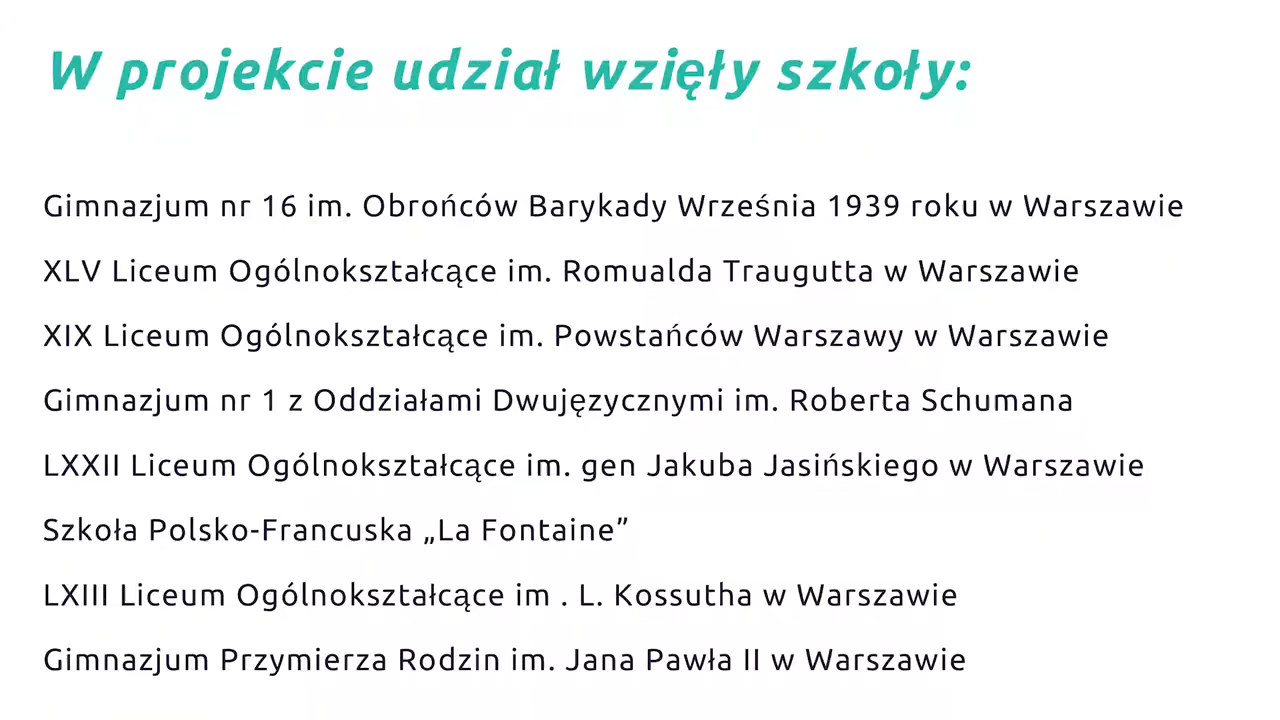 W projekcie udział wzięły szkoły:
Gimnazjum nr 16 im. Obrońców Barykady Września 1939 roku w Warszawie
XLV Liceum Ogólnokształcące im. Romualda Traugutta w Warszawie
XIX Liceum Ogólnokształcące im. Powstańców Warszawy w Warszawie
Gimnazjum nr 1 z Oddziałami Dwujęzycznymi im. Roberta Schumana
LXXII Liceum Ogólnokształcące im. gen Jakuba Jasińskiego w Warszawie
Szkoła Polsko-Francuska „La Fontaine”
LXIII Liceum Ogólnokształcące im . L. Kossutha w Warszawie
Gimnazjum Przymierza Rodzin im. Jana Pawła II w Warszawie